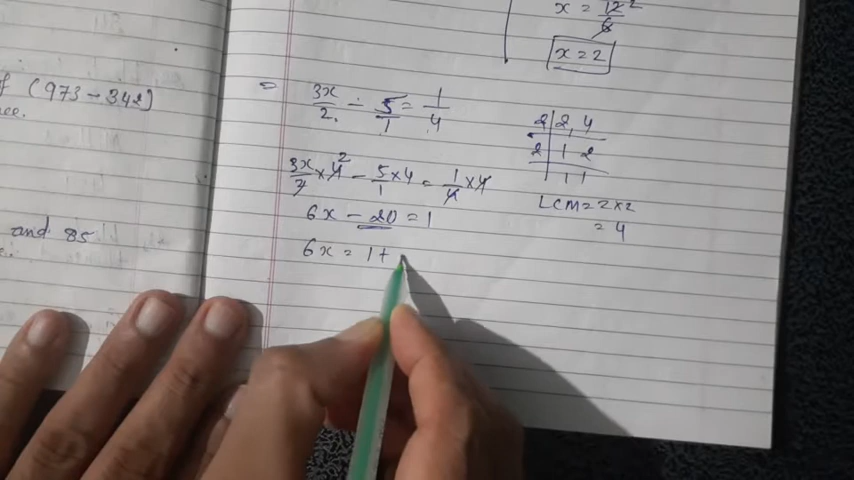 f (973-342)
ee.
and 85
x = 12 2 / 6
x = 2
⇒ 3x/2 - 5/1 = 1/4
3x/2 × 4 2 - 5/1 × 4 = 1/4 × 4
6x - 20 = 1
6x = 1 +
2 | 2, 4
2 | 1 2
1 1
LCM = 2 × 2
= 4